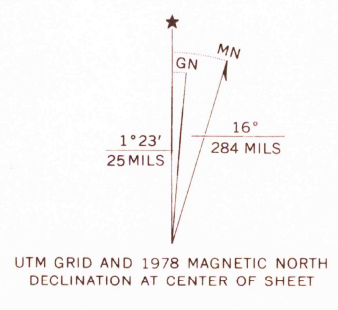 ★
MN
GN
1°23′
25 MILS
16°
284 MILS
UTM GRID AND 1978 MAGNETIC NORTH
DECLINATION AT CENTER OF SHEET